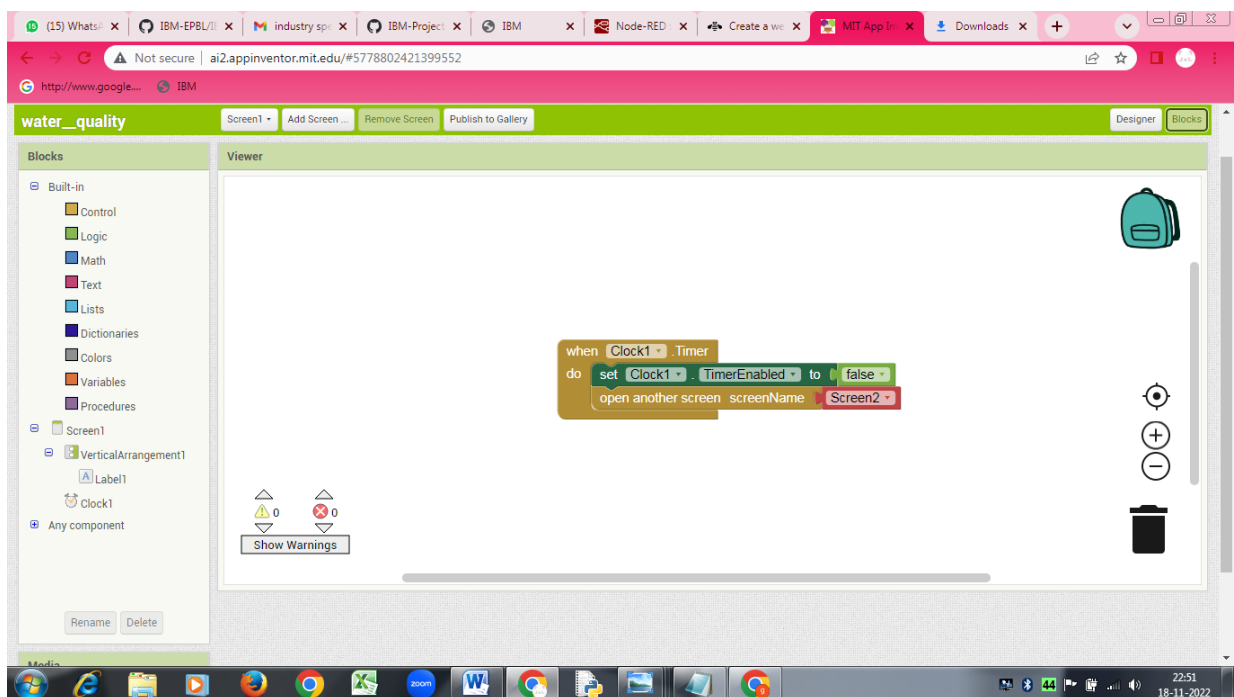 (15) Whats
IBM-EPBL/I
industry spe
IBM-Project
IBM
Node-RED
Create a we
MIT App In
Downloads
Not secure ai2.appinventor.mit.edu/#5778802421399552
http://www.google....
IBM
water__quality
Screen1
Add Screen ...
Remove Screen
Publish to Gallery
Designer
Blocks
Blocks
Viewer
Built-in
Control
Logic
Math
Text
Lists
Dictionaries
Colors
Variables
Procedures
Screen1
VerticalArrangement1
A Label1
Clock1
Any component
Rename
Delete
Media
when Clock1 .Timer
do set Clock1 . TimerEnabled to false
open another screen screenName Screen2
0
0
Show Warnings
zoom
44
22:51
18-11-2022